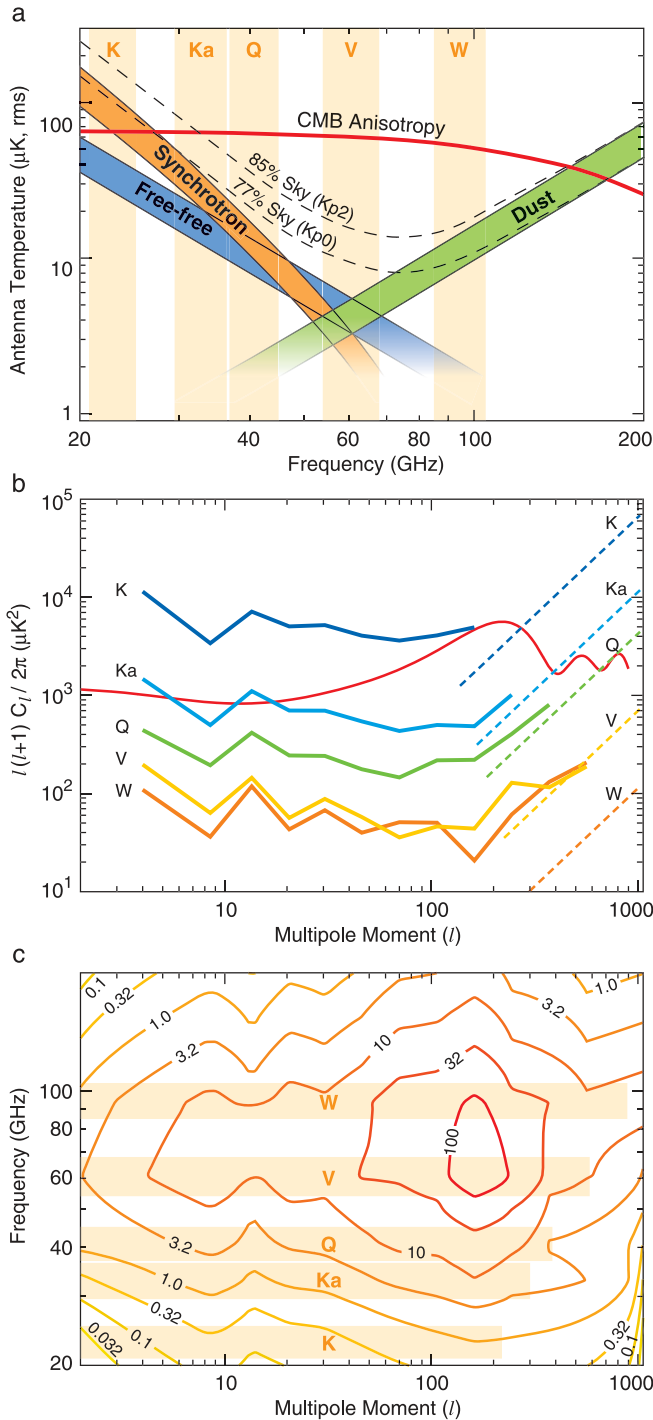 a
K Ka Q V W
CMB Anisotropy
85% Sky (Kp2)
77% Sky (Kp0)
Synchrotron
Free-free
Dust
100
10
1
Antenna Temperature (μK, rms)
20 40 60 80 100 200
Frequency (GHz)
b
10^5
10^4
10^3
10^2
10^1
l (l+1) C_l / 2π (μK^2)
K
Ka
Q
V
W
K
Ka
Q
V
W
10 100 1000
Multipole Moment (l)
c
0.1
0.32
1.0
3.2
10
32
3.2
1.0
100
W
V
Q
Ka
K
3.2
10
1.0
0.32
0.1
0.032
0.32
0.1
100
80
60
40
20
Frequency (GHz)
10 100 1000
Multipole Moment (l)